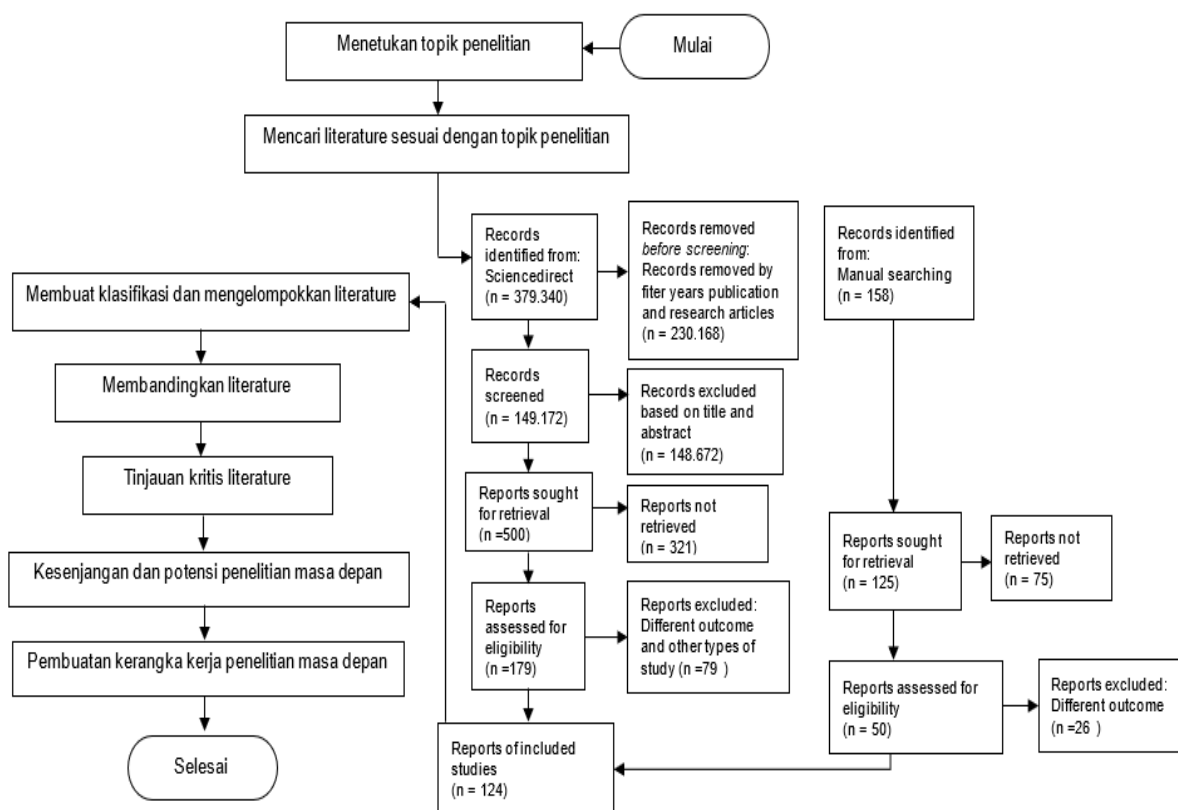 Mulai
Menetukan topik penelitian
Mencari literature sesuai dengan topik penelitian
Records
identified from:
Sciencedirect
(n = 379.340)
Records removed
before screening:
Records removed by
fiter years publication
and research articles
(n = 230.168)
Records identified
from:
Manual searching
(n = 158)
Records
screened
(n = 149.172)
Records excluded
based on title and
abstract
(n = 148.672)
Reports sought
for retrieval
(n =500)
Reports not
retrieved
(n = 321)
Reports sought
for retrieval
(n = 125)
Reports not
retrieved
(n = 75)
Reports
assessed for
eligibility
(n =179)
Reports excluded:
Different outcome
and other types of
study (n =79 )
Reports assessed for
eligibility
(n = 50)
Reports excluded:
Different outcome
(n =26 )
Reports of included
studies
(n = 124)
Membuat klasifikasi dan mengelompokkan literature
Membandingkan literature
Tinjauan kritis literature
Kesenjangan dan potensi penelitian masa depan
Pembuatan kerangka kerja penelitian masa depan
Selesai